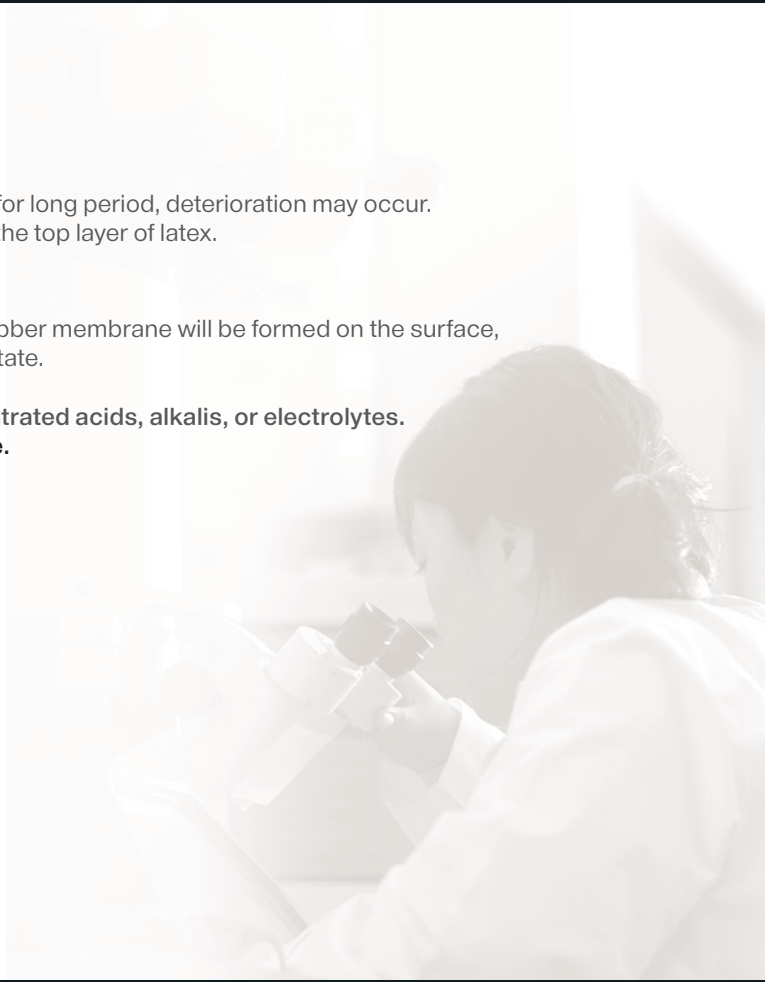 for long period, deterioration may occur.
the top layer of latex.
bber membrane will be formed on the surface,
tate.
trated acids, alkalis, or electrolytes.
e.